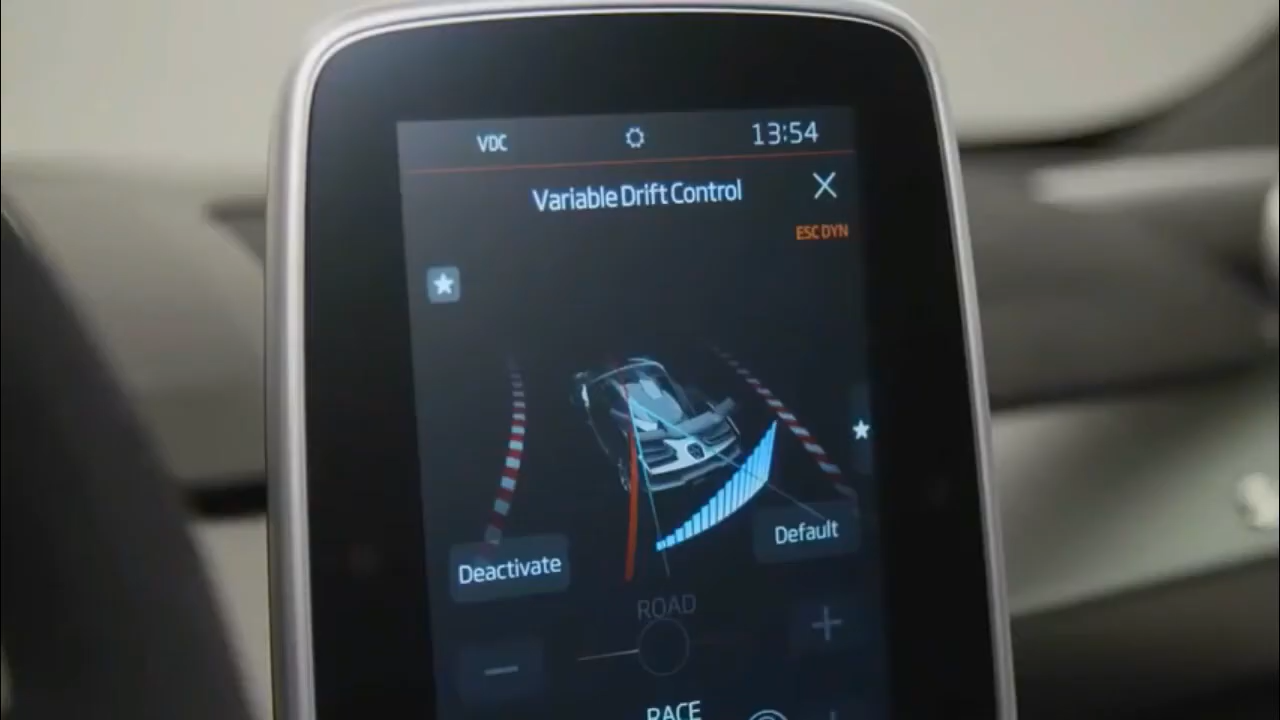 VDC 13:54
Variable Drift Control
ESC DYN
Default
Deactivate
ROAD
RACE